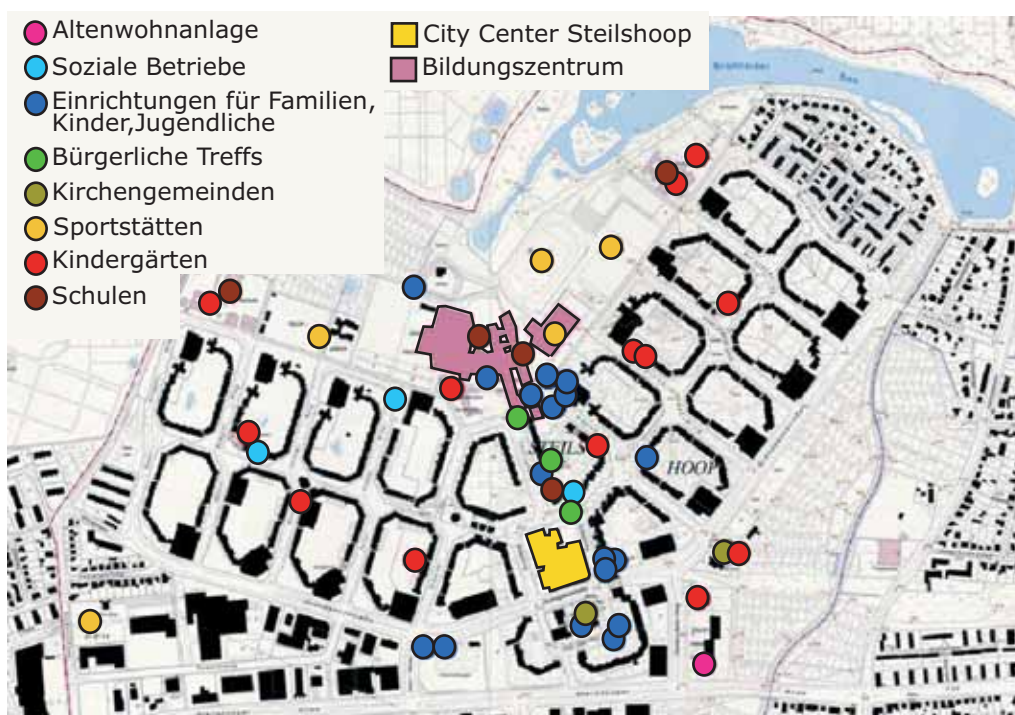 Altenwohnanlage
Soziale Betriebe
Einrichtungen für Familien,
Kinder,Jugendliche
Bürgerliche Treffs
Kirchengemeinden
Sportstätten
Kindergärten
Schulen
City Center Steilshoop
Bildungszentrum
STEILS
HOOP